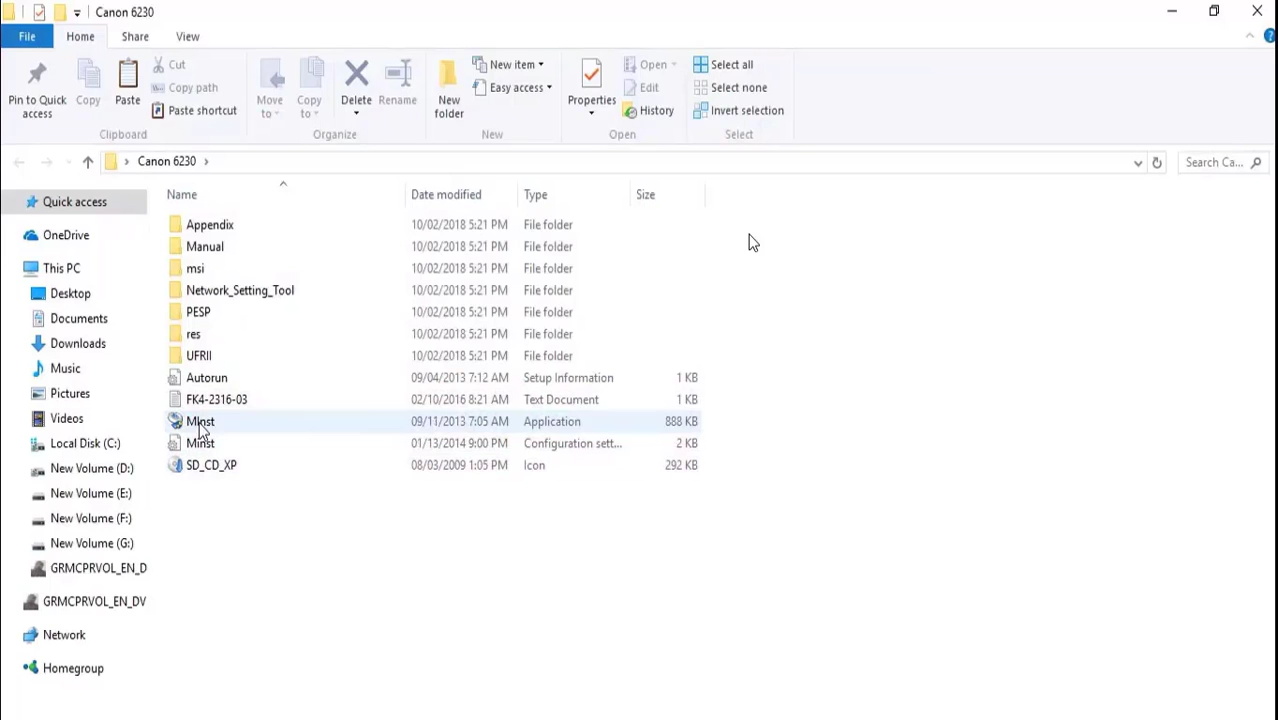 Canon 6230
File Home Share View
Pin to Quick access
Copy
Paste
Cut
Copy path
Paste shortcut
Clipboard
Move to
Copy to
Delete
Rename
Organize
New folder
New item
Easy access
New
Properties
Open
Edit
History
Open
Select all
Select none
Invert selection
Select
Canon 6230
Search Ca...
Name Date modified Type Size
Quick access
OneDrive
This PC
Desktop
Documents
Downloads
Music
Pictures
Videos
Local Disk (C:)
New Volume (D:)
New Volume (E:)
New Volume (F:)
New Volume (G:)
GRMCPRVOL_EN_D
GRMCPRVOL_EN_DV
Network
Homegroup
Appendix 10/02/2018 5:21 PM File folder
Manual 10/02/2018 5:21 PM File folder
msi 10/02/2018 5:21 PM File folder
Network_Setting_Tool 10/02/2018 5:21 PM File folder
PESP 10/02/2018 5:21 PM File folder
res 10/02/2018 5:21 PM File folder
UFRII 10/02/2018 5:21 PM File folder
Autorun 09/04/2013 7:12 AM Setup Information 1 KB
FK4-2316-03 02/10/2016 8:21 AM Text Document 1 KB
MInst 09/11/2013 7:05 AM Application 888 KB
Minst 01/13/2014 9:00 PM Configuration sett... 2 KB
SD_CD_XP 08/03/2009 1:05 PM Icon 292 KB